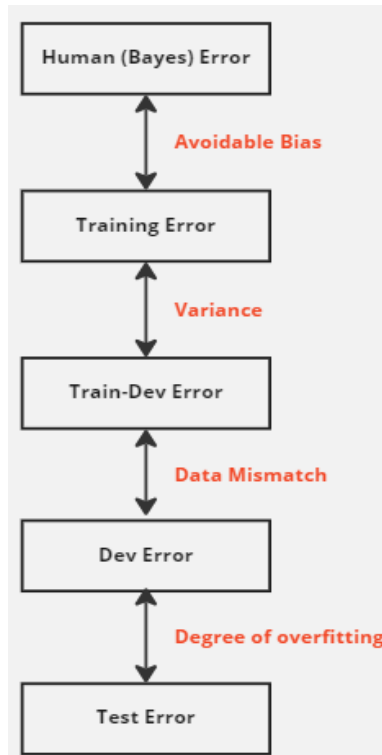 Human (Bayes) Error
Avoidable Bias
Training Error
Variance
Train-Dev Error
Data Mismatch
Dev Error
Degree of overfitting
Test Error